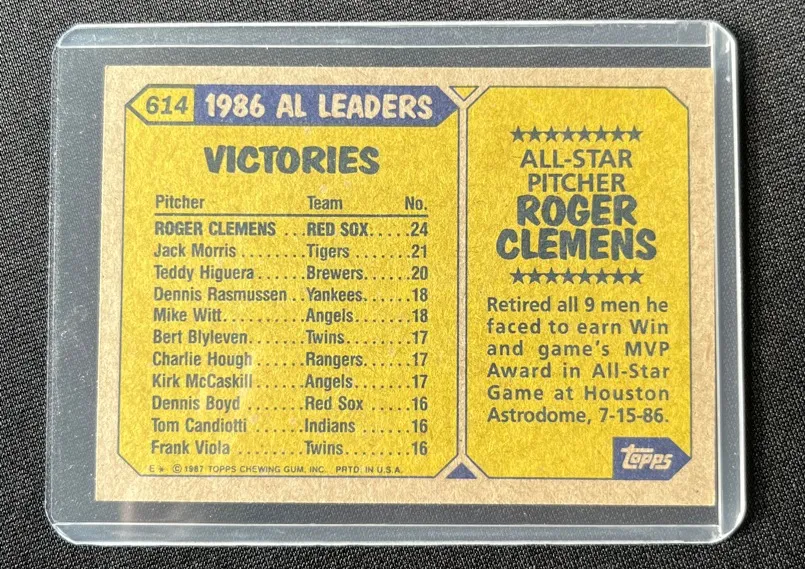 614 1986 AL LEADERS
VICTORIES
Pitcher Team No.
ROGER CLEMENS ...RED SOX.....24
Jack Morris ........Tigers ........21
Teddy Higuera ......Brewers......20
Dennis Rasmussen ..Yankees......18
Mike Witt..........Angels.......18
Bert Blyleven.......Twins........17
Charlie Hough ......Rangers......17
Kirk McCaskill ......Angels.......17
Dennis Boyd ........Red Sox .....16
Tom Candiotti ......Indians ......16
Frank Viola .........Twins........16
E* © 1987 TOPPS CHEWING GUM, INC. PRTD. IN U.S.A.
★★★★★★★★
ALL-STAR
PITCHER
ROGER
CLEMENS
★★★★★★★★
Retired all 9 men he
faced to earn Win
and game's MVP
Award in All-Star
Game at Houston
Astrodome, 7-15-86.
topps